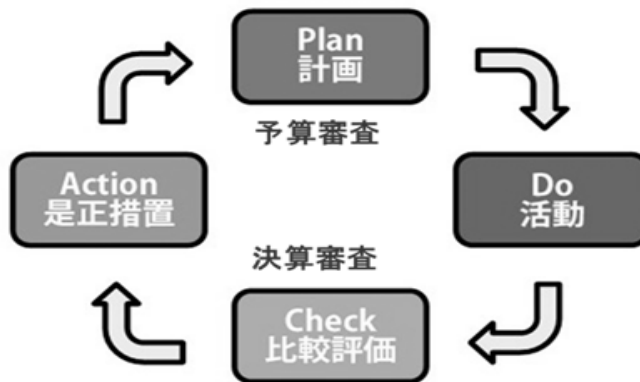 Plan
計画
予算審査
Action
是正措置
Do
活動
決算審査
Check
比較評価